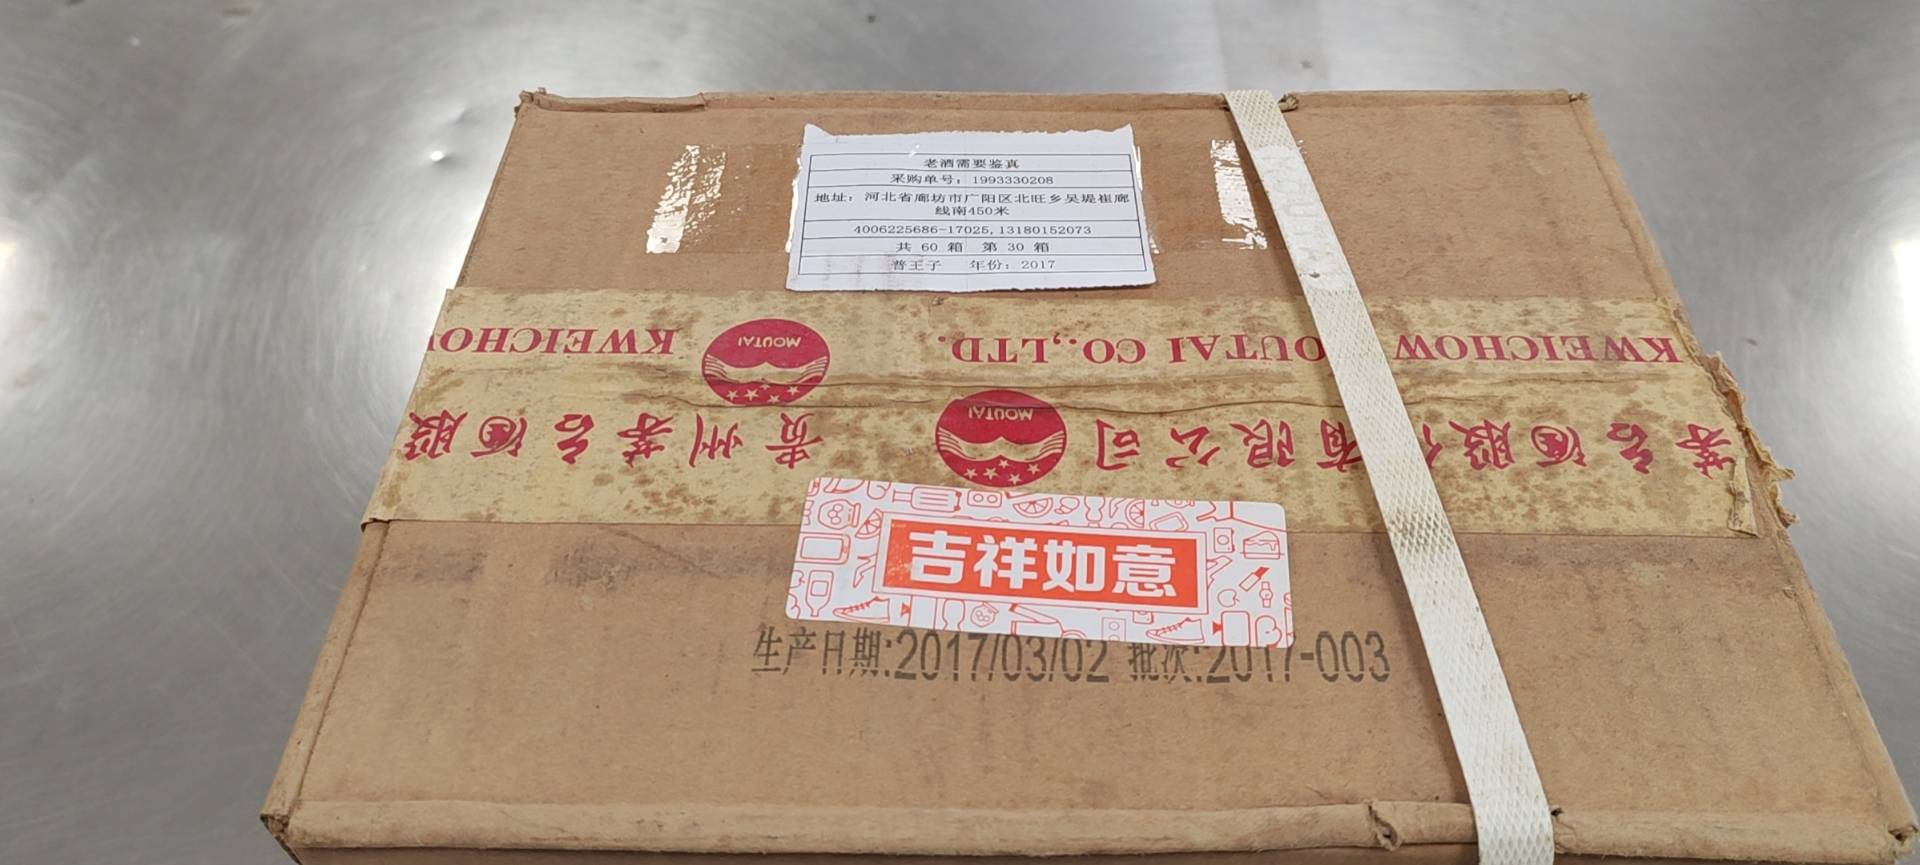 老酒需要鉴真
采购单号：1993330208
地址：河北省廊坊市广阳区北旺乡吴堤崔廊
线南450米
4006225686-17025,13180152073
共 60 箱 第 30 箱
普王子 年份：2017
KWEICHOW MOUTAI CO.,LTD.
MOUTAI
KWEICHO
茅台酒股 有限公司
MOUTAI
贵州茅台酒股
吉祥如意
生产日期:2017/03/02 批次:2017-003